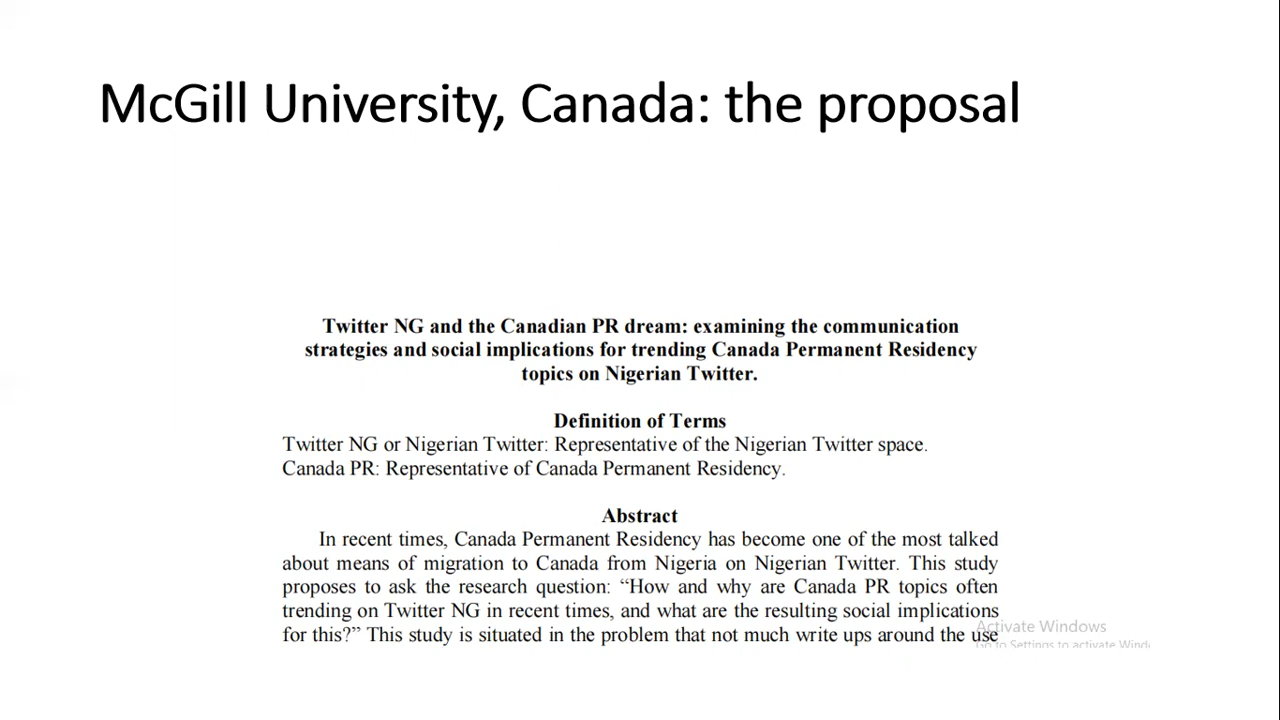 McGill University, Canada: the proposal
Twitter NG and the Canadian PR dream: examining the communication
strategies and social implications for trending Canada Permanent Residency
topics on Nigerian Twitter.
Definition of Terms
Twitter NG or Nigerian Twitter: Representative of the Nigerian Twitter space.
Canada PR: Representative of Canada Permanent Residency.
Abstract
In recent times, Canada Permanent Residency has become one of the most talked
about means of migration to Canada from Nigeria on Nigerian Twitter. This study
proposes to ask the research question: “How and why are Canada PR topics often
trending on Twitter NG in recent times, and what are the resulting social implications
for this?” This study is situated in the problem that not much write ups around the use
Activate Windows
Go to Settings to activate Wind